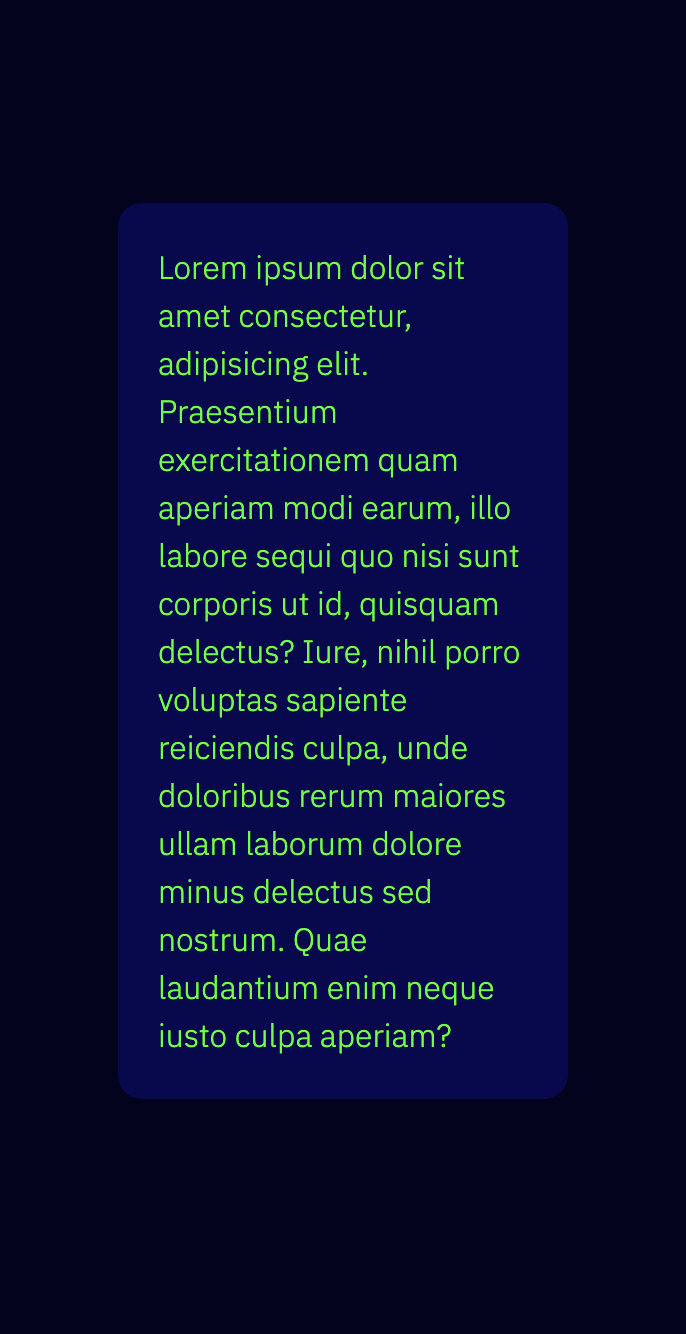 Lorem ipsum dolor sit
amet consectetur,
adipisicing elit.
Praesentium
exercitationem quam
aperiam modi earum, illo
labore sequi quo nisi sunt
corporis ut id, quisquam
delectus? Iure, nihil porro
voluptas sapiente
reiciendis culpa, unde
doloribus rerum maiores
ullam laborum dolore
minus delectus sed
nostrum. Quae
laudantium enim neque
iusto culpa aperiam?